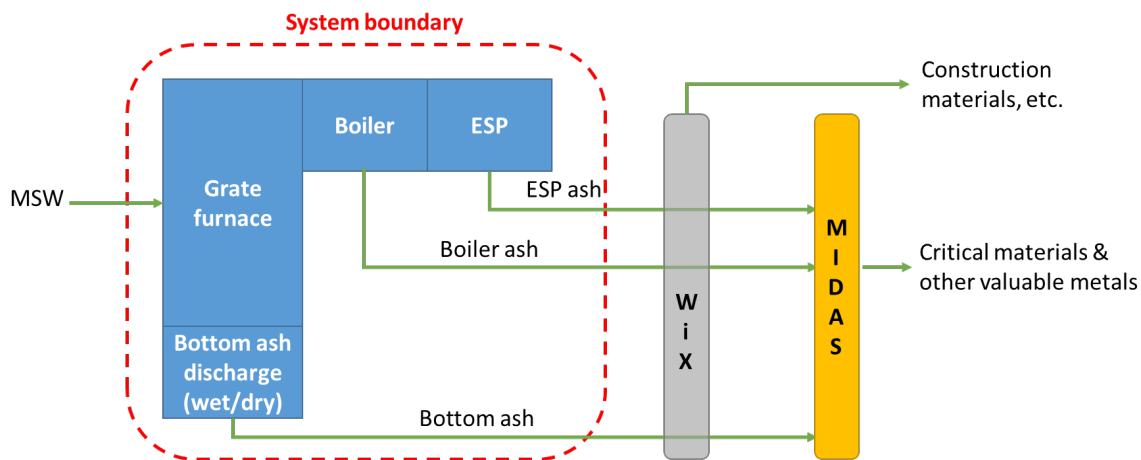 System boundary
Construction
materials, etc.
Boiler
ESP
MSW
Grate
furnace
ESP ash
Boiler ash
Critical materials &
other valuable metals
W
i
X
M
I
D
A
S
Bottom ash
discharge
(wet/dry)
Bottom ash